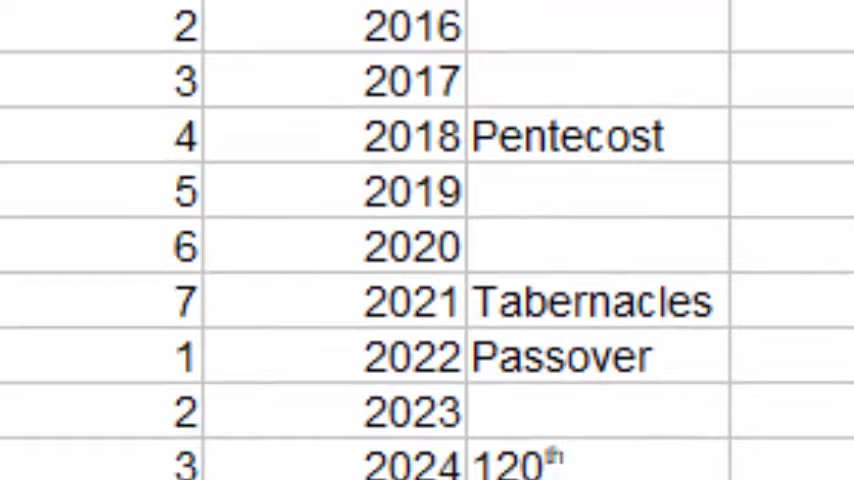 2 2016
3 2017
4 2018 Pentecost
5 2019
6 2020
7 2021 Tabernacles
1 2022 Passover
2 2023
3 2024 120th